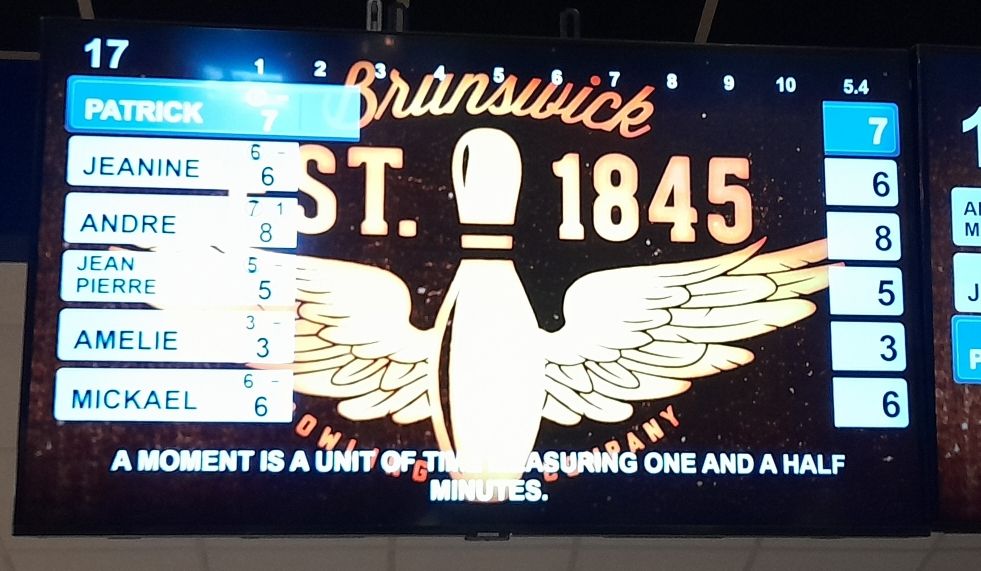 17
1 2 3 4 5 6 7 8 9 10 5.4
Brunswick
PATRICK 7 7
JEANINE 6 - 6 6
ST. 1845
ANDRE 7 1 8 8
JEAN PIERRE 5 - 5 5
AMELIE 3 - 3 3
MICKAEL 6 - 6 6
A MOMENT IS A UNIT OF ONE AND A HALF
MINUTES.